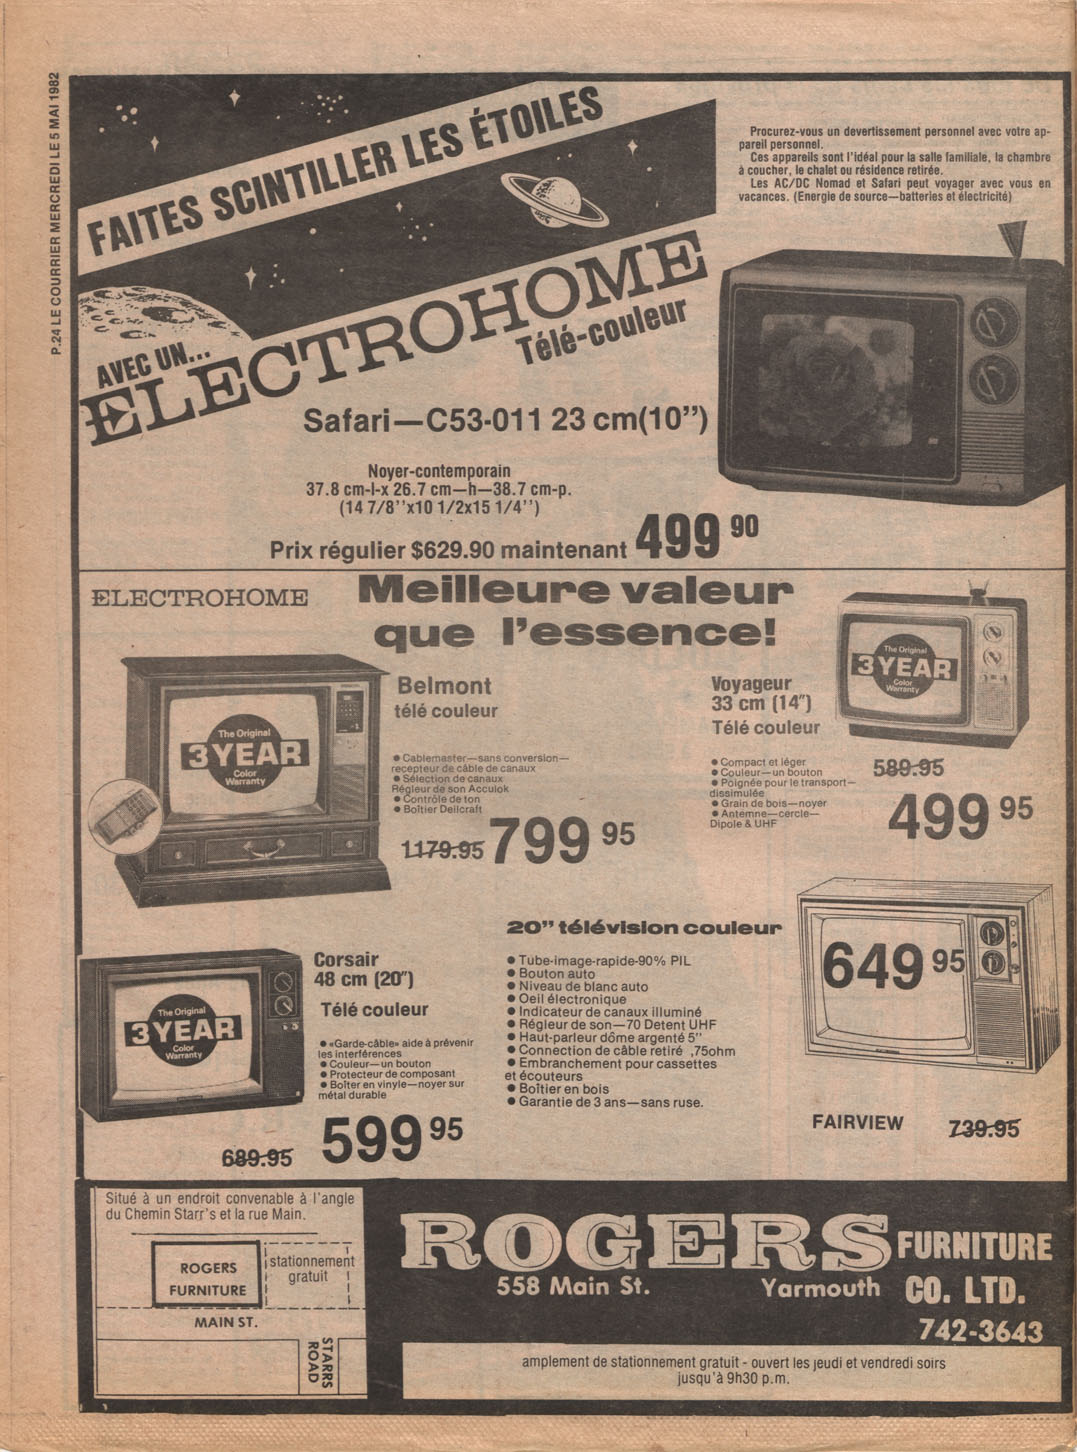 P.24 LE COURRIER MERCREDI LE 5 MAI 1982
FAITES SCINTILLER LES ÉTOILES
AVEC UN...
ELECTROHOME
Télé-couleur
Procurez-vous un devertissement personnel avec votre ap-
pareil personnel.
Ces appareils sont l'idéal pour la salle familiale, la chambre
à coucher, le chalet ou résidence retirée.
Les AC/DC Nomad et Safari peut voyager avec vous en
vacances. (Energie de source—batteries et électricité)
Safari—C53-011 23 cm(10’’)
Noyer-contemporain
37.8 cm-l-x 26.7 cm—h—38.7 cm-p.
(14 7/8’’x10 1/2x15 1/4’’)
Prix régulier $629.90 maintenant 499 90
ELECTROHOME
Meilleure valeur
que l'essence!
The Original
3 YEAR
Color
Warranty
Belmont
télé couleur
● Cablemaster—sans conversion—
recepteur de câble de canaux
● Sélection de canaux
Régleur de son Acculok
● Contrôle de ton
● Boîtier Deilcraft
1179.95 799 95
Voyageur
33 cm (14″)
Télé couleur
● Compact et léger
● Couleur—un bouton
● Poignée pour le transport—
dissimulée
● Grain de bois—noyer
● Antemne—cercle—
Dipole & UHF
The Original
3 YEAR
Color
Warranty
589.95
499 95
The Original
3 YEAR
Color
Warranty
Corsair
48 cm (20″)
Télé couleur
● «Garde-câble» aide à prévenir
les interférences
● Couleur—un bouton
● Protecteur de composant
● Boîter en vinyle—noyer sur
métal durable
689.95 599 95
20’’ télévision couleur
● Tube-image-rapide-90% PIL
● Bouton auto
● Niveau de blanc auto
● Oeil électronique
● Indicateur de canaux illuminé
● Régleur de son—70 Detent UHF
● Haut-parleur dôme argenté 5’’
● Connection de câble retiré ,75ohm
● Embranchement pour cassettes
et écouteurs
● Boîtier en bois
● Garantie de 3 ans—sans ruse.
649 95
FAIRVIEW 739.95
Situé à un endroit convenable à l'angle
du Chemin Starr's et la rue Main.
ROGERS
FURNITURE
stationnement
gratuit
MAIN ST.
STARRS
ROAD
ROGERS FURNITURE
CO. LTD.
558 Main St. Yarmouth
742-3643
amplement de stationnement gratuit - ouvert les jeudi et vendredi soirs
jusqu'à 9h30 p.m.